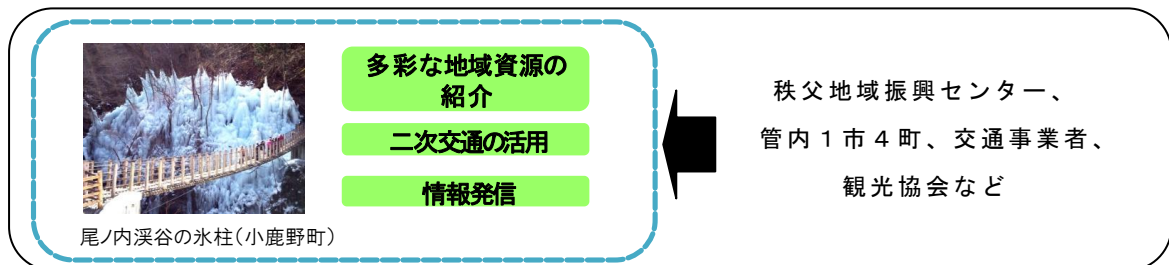 多彩な地域資源の
紹介
二次交通の活用
情報発信
尾ノ内渓谷の氷柱(小鹿野町)
秩父地域振興センター、
管内1市4町、交通事業者、
観光協会など